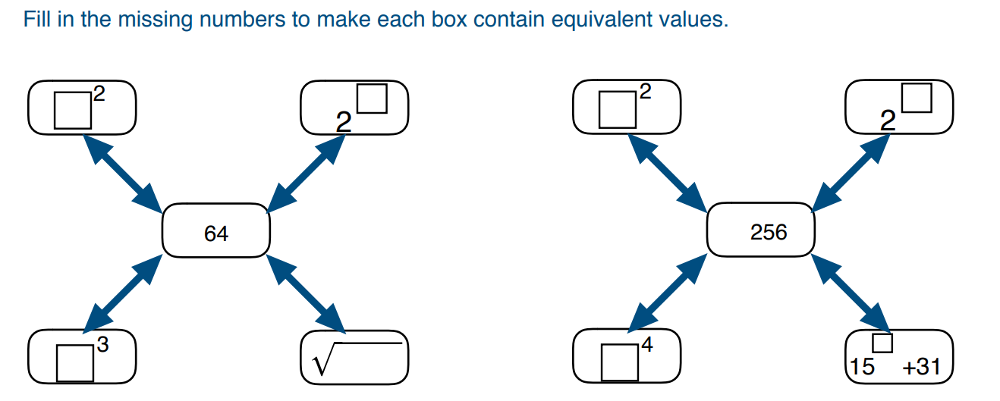 Fill in the missing numbers to make each box contain equivalent values.
□² 2^□ □² 2^□
64 256
□³ √ □⁴ 15^□ +31